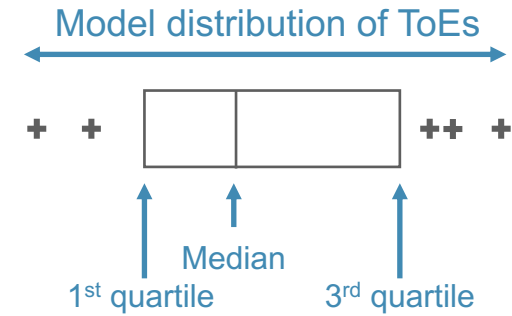 Model distribution of ToEs
Median
1st quartile
3rd quartile